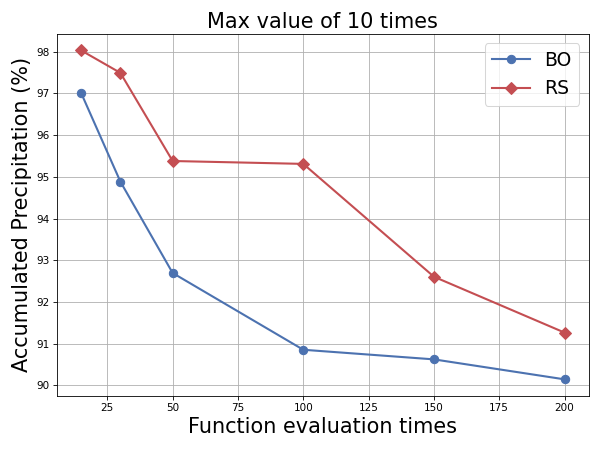 Max value of 10 times
BO
RS
Accumulated Precipitation (%)
98
97
96
95
94
93
92
91
90
25 50 75 100 125 150 175 200
Function evaluation times